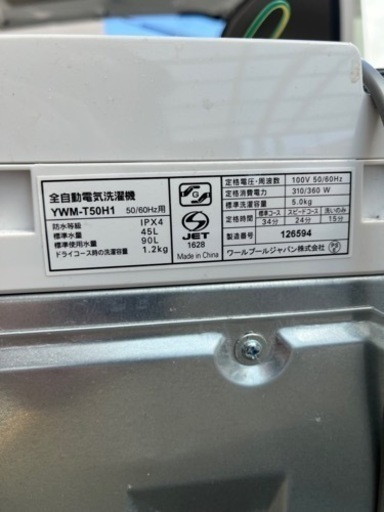 全自動電気洗濯機
YWM-T50H1 50/60Hz用
防水等級 IPX4
標準水量 45L
標準使用水量 90L
ドライコース時の洗濯容量 1.2kg
S G
JET
1628
Made in China
定格電圧・周波数 100V 50/60Hz
定格消費電力 310/360 W
標準洗濯容量 5.0kg
標準コース スピードコース 洗いのみ
34分 24分 15分
製造番号 126594
ワールプールジャパン株式会社